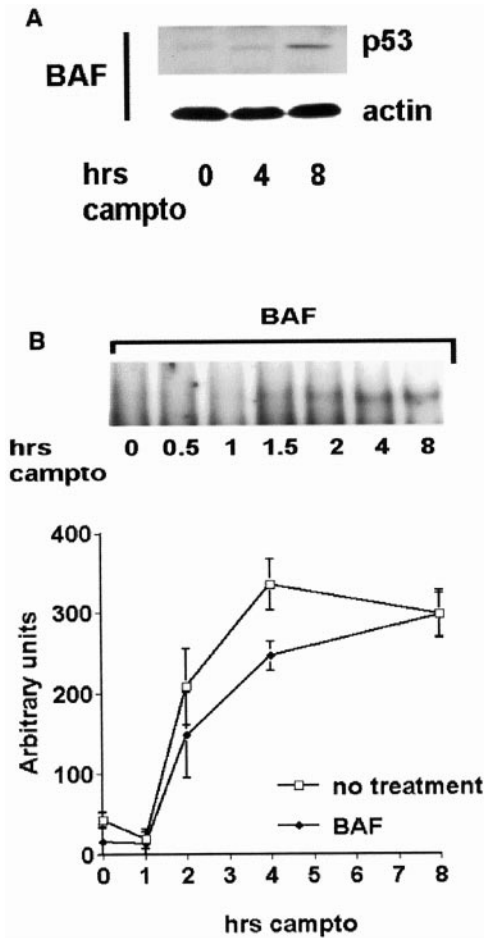 A
BAF
p53
actin
hrs 0 4 8
campto
BAF
B
hrs 0 0.5 1 1.5 2 4 8
campto
400
300
200
100
0
Arbitrary units
no treatment
BAF
0 1 2 3 4 5 6 7 8
hrs campto